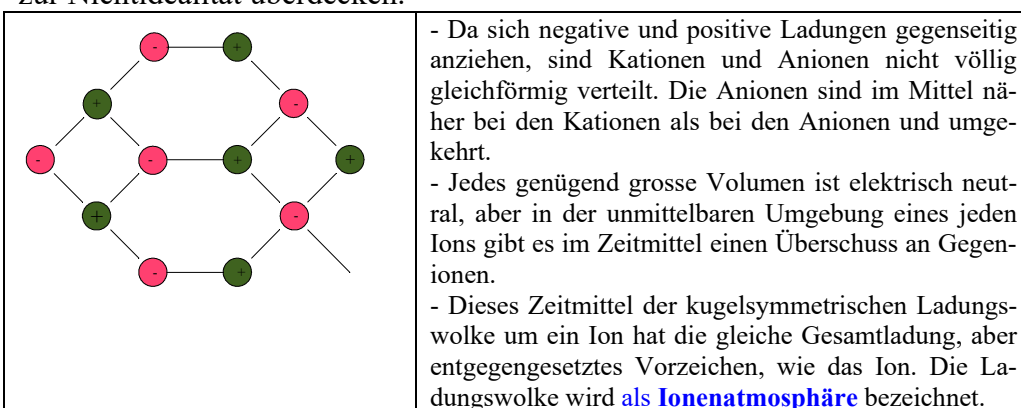 zur Nichtidealität überdecken.
- +
+ -
- - + +
+ -
- +
- Da sich negative und positive Ladungen gegenseitig
anziehen, sind Kationen und Anionen nicht völlig
gleichförmig verteilt. Die Anionen sind im Mittel nä-
her bei den Kationen als bei den Anionen und umge-
kehrt.
- Jedes genügend grosse Volumen ist elektrisch neut-
ral, aber in der unmittelbaren Umgebung eines jeden
Ions gibt es im Zeitmittel einen Überschuss an Gegen-
ionen.
- Dieses Zeitmittel der kugelsymmetrischen Ladungs-
wolke um ein Ion hat die gleiche Gesamtladung, aber
entgegengesetztes Vorzeichen, wie das Ion. Die La-
dungswolke wird als Ionenatmosphäre bezeichnet.